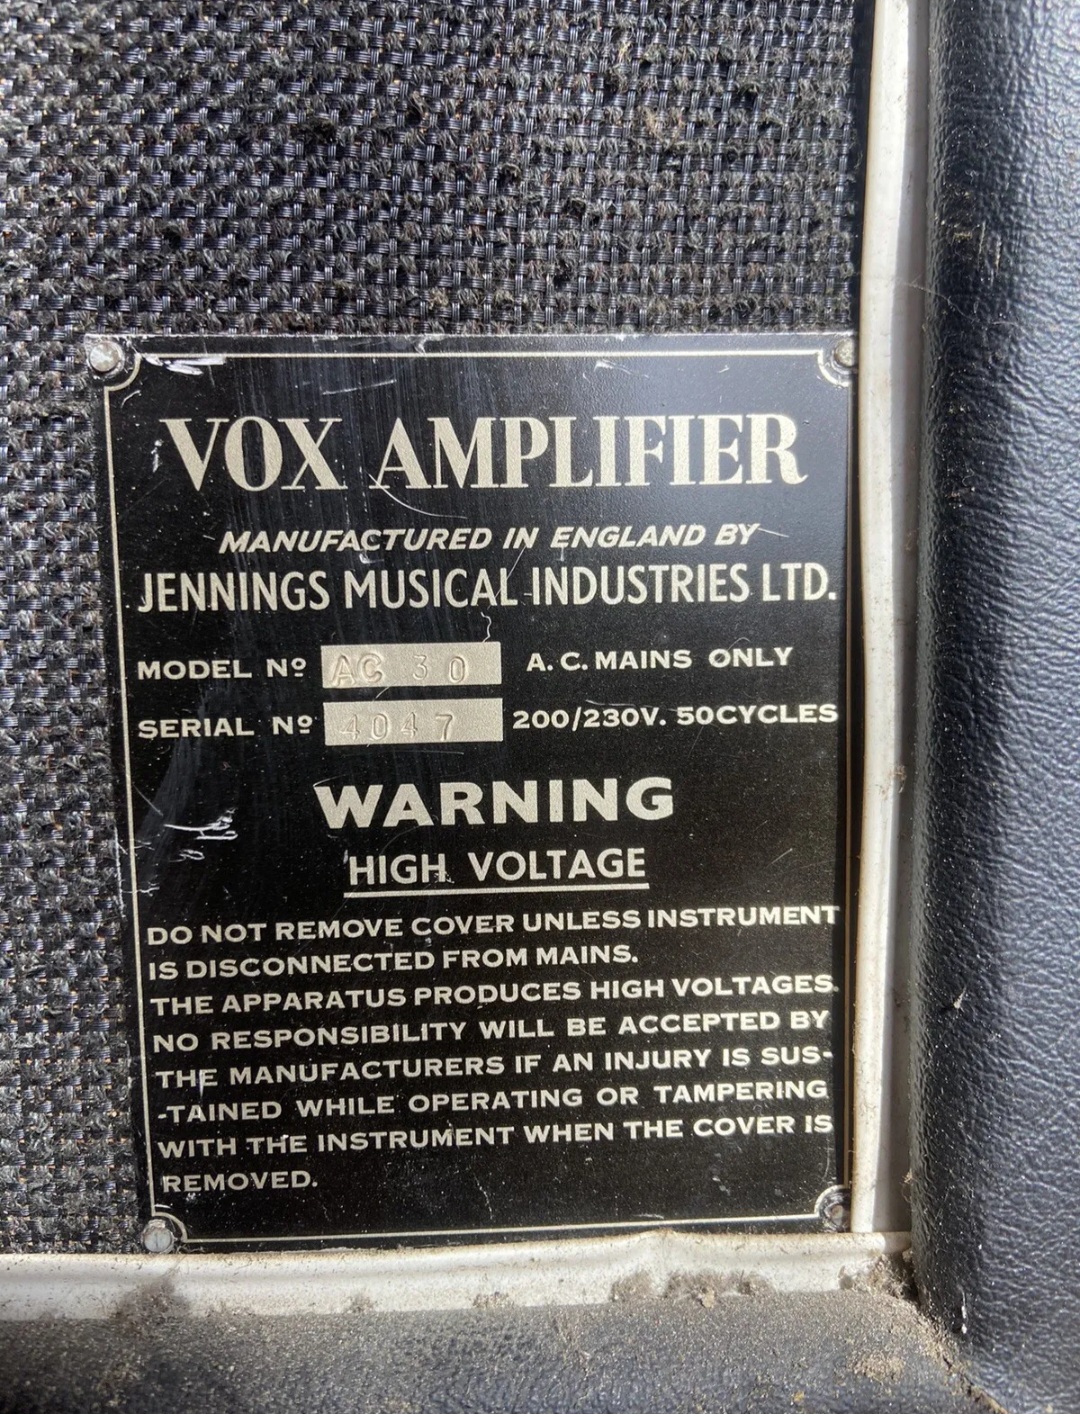 VOX AMPLIFIER
MANUFACTURED IN ENGLAND BY
JENNINGS MUSICAL INDUSTRIES LTD.
MODEL Nº AC 30 A.C. MAINS ONLY
SERIAL Nº 4047 200/230V. 50CYCLES
WARNING
HIGH VOLTAGE
DO NOT REMOVE COVER UNLESS INSTRUMENT
IS DISCONNECTED FROM MAINS.
THE APPARATUS PRODUCES HIGH VOLTAGES.
NO RESPONSIBILITY WILL BE ACCEPTED BY
THE MANUFACTURERS IF AN INJURY IS SUS-
-TAINED WHILE OPERATING OR TAMPERING
WITH THE INSTRUMENT WHEN THE COVER IS
REMOVED.